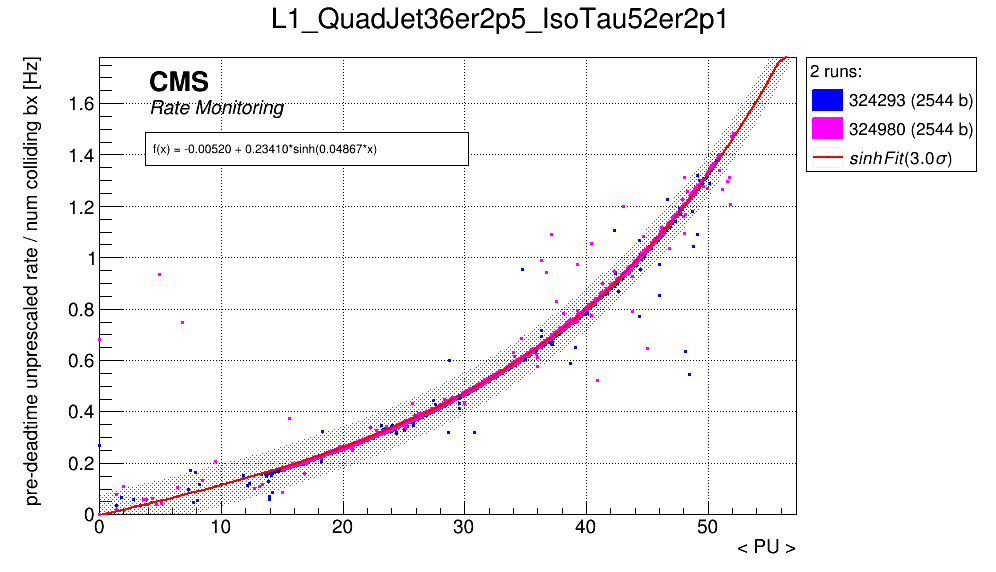 L1_QuadJet36er2p5_IsoTau52er2p1
pre-deadtime unprescaled rate / num colliding bx [Hz]
CMS
Rate Monitoring
f(x) = -0.00520 + 0.23410*sinh(0.04867*x)
2 runs:
324293 (2544 b)
324980 (2544 b)
sinhFit(3.0σ)
1.6
1.4
1.2
1
0.8
0.6
0.4
0.2
0
0 10 20 30 40 50
< PU >